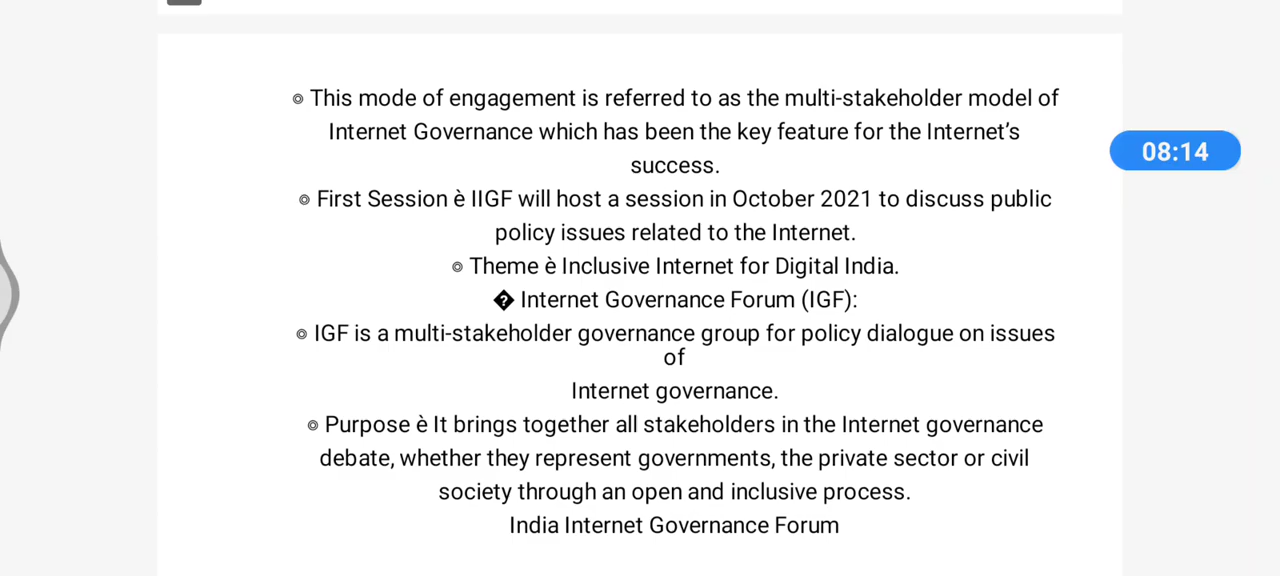 ◎ This mode of engagement is referred to as the multi-stakeholder model of
Internet Governance which has been the key feature for the Internet’s
success.
08:14
◎ First Session è IIGF will host a session in October 2021 to discuss public
policy issues related to the Internet.
◎ Theme è Inclusive Internet for Digital India.
� Internet Governance Forum (IGF):
◎ IGF is a multi-stakeholder governance group for policy dialogue on issues
of
Internet governance.
◎ Purpose è It brings together all stakeholders in the Internet governance
debate, whether they represent governments, the private sector or civil
society through an open and inclusive process.
India Internet Governance Forum